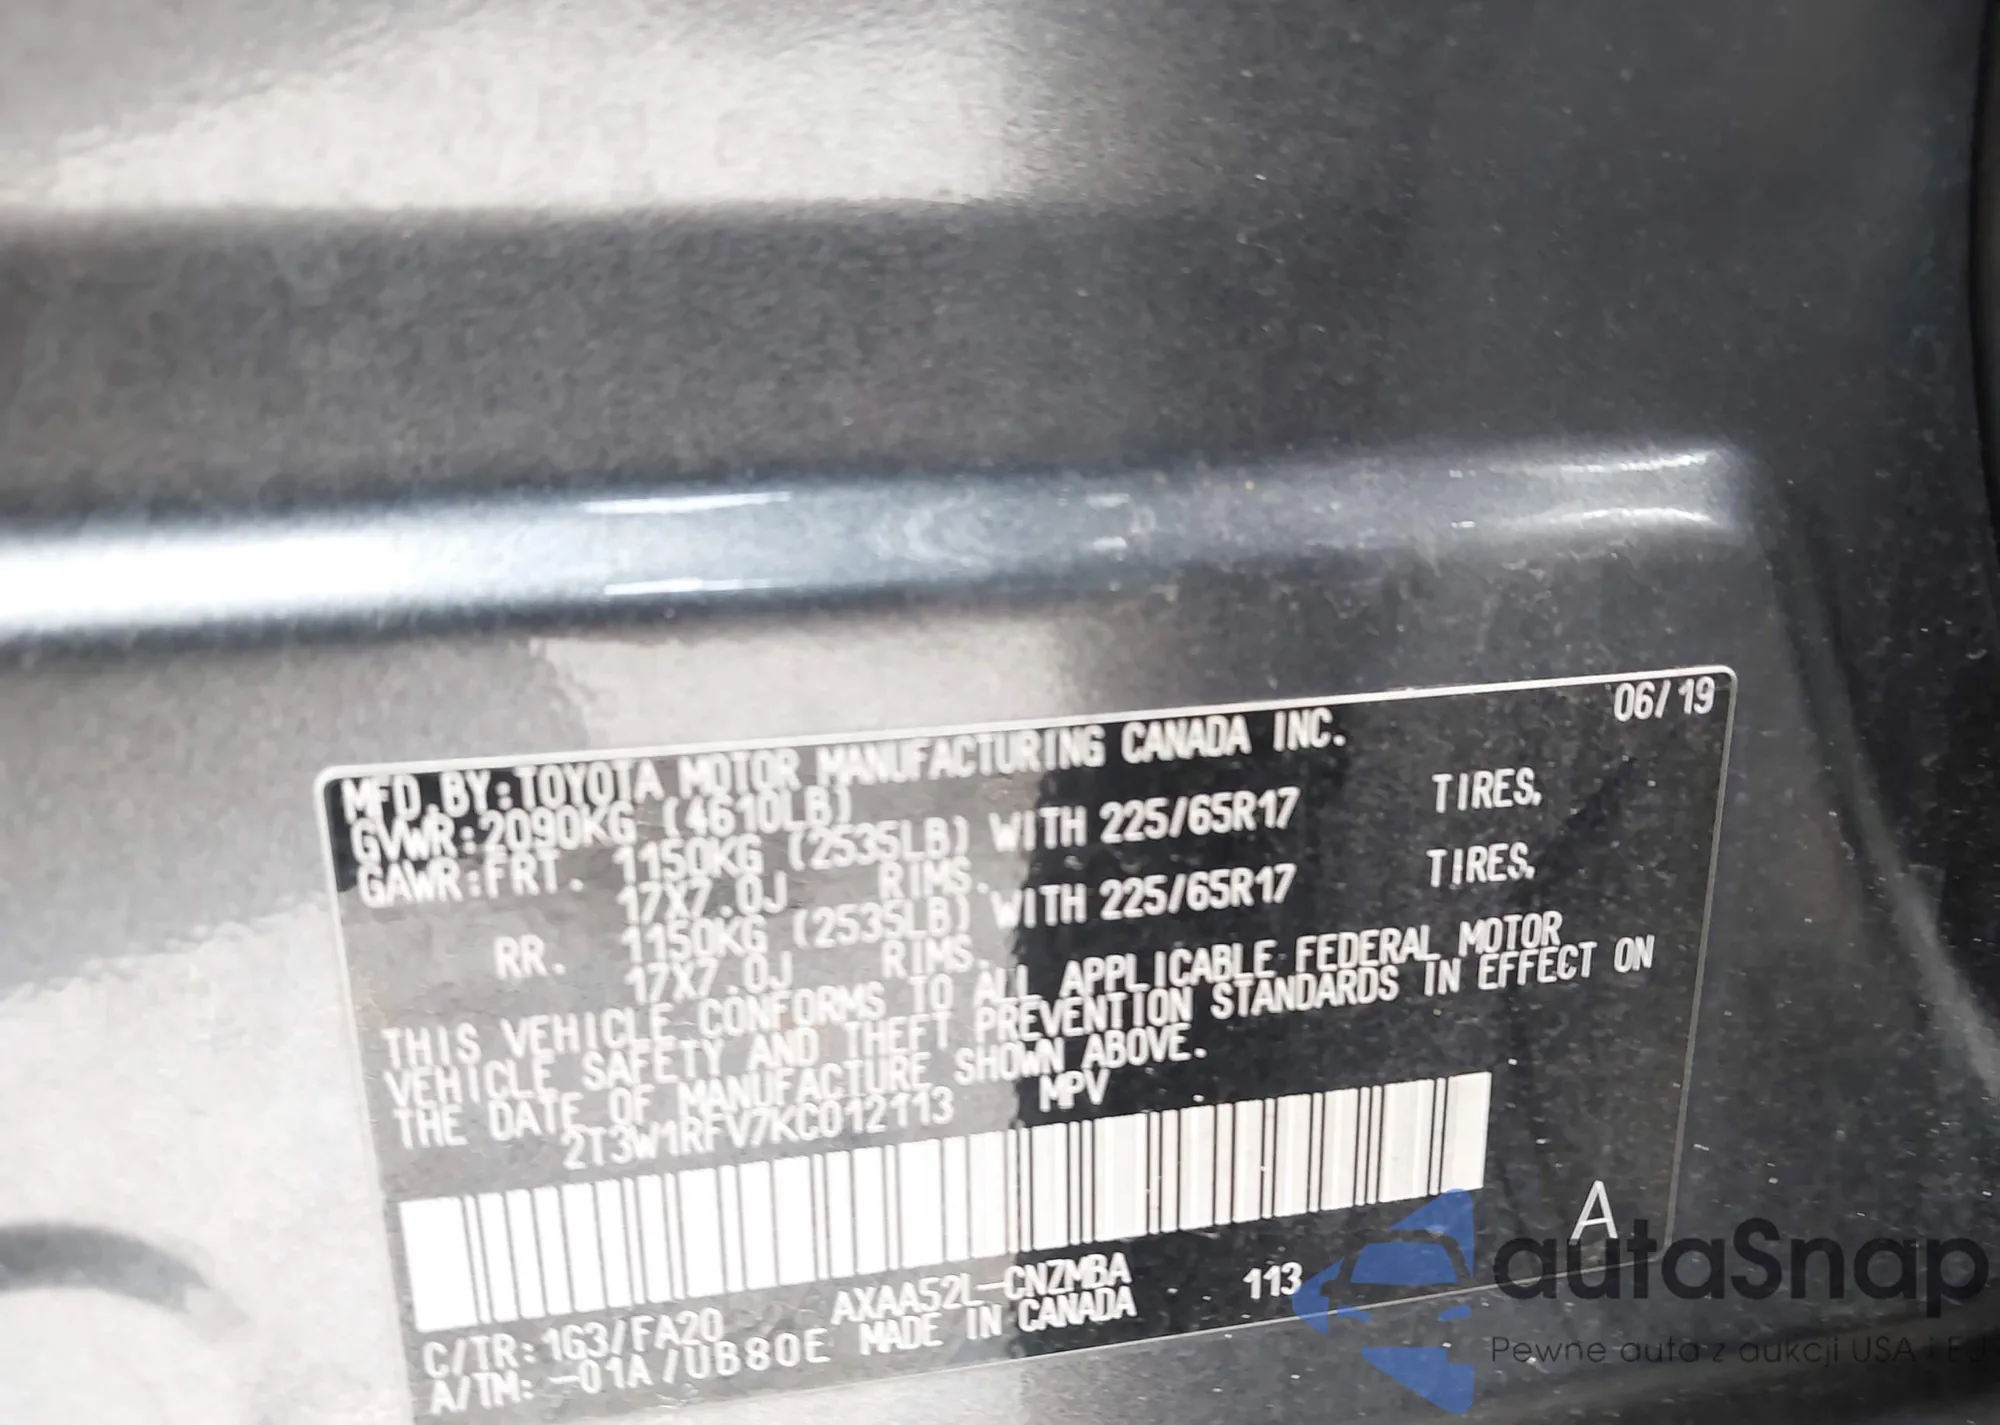 06/19
MFD.BY:TOYOTA MOTOR MANUFACTURING CANADA INC.
GVWR:2090KG (4610LB)
GAWR:FRT. 1150KG (2535LB) WITH 225/65R17 TIRES,
17X7.0J RIMS.
RR. 1150KG (2535LB) WITH 225/65R17 TIRES,
17X7.0J RIMS.
THIS VEHICLE CONFORMS TO ALL APPLICABLE FEDERAL MOTOR
VEHICLE SAFETY AND THEFT PREVENTION STANDARDS IN EFFECT ON
THE DATE OF MANUFACTURE SHOWN ABOVE.
2T3W1RFV7KC012113 MPV
A
C/TR:1G3/FA20 AXAA52L-CNZMBA 113
A/TM:-01A/UB80E MADE IN CANADA
autaSnap
Pewne auta z aukcji USA i EU